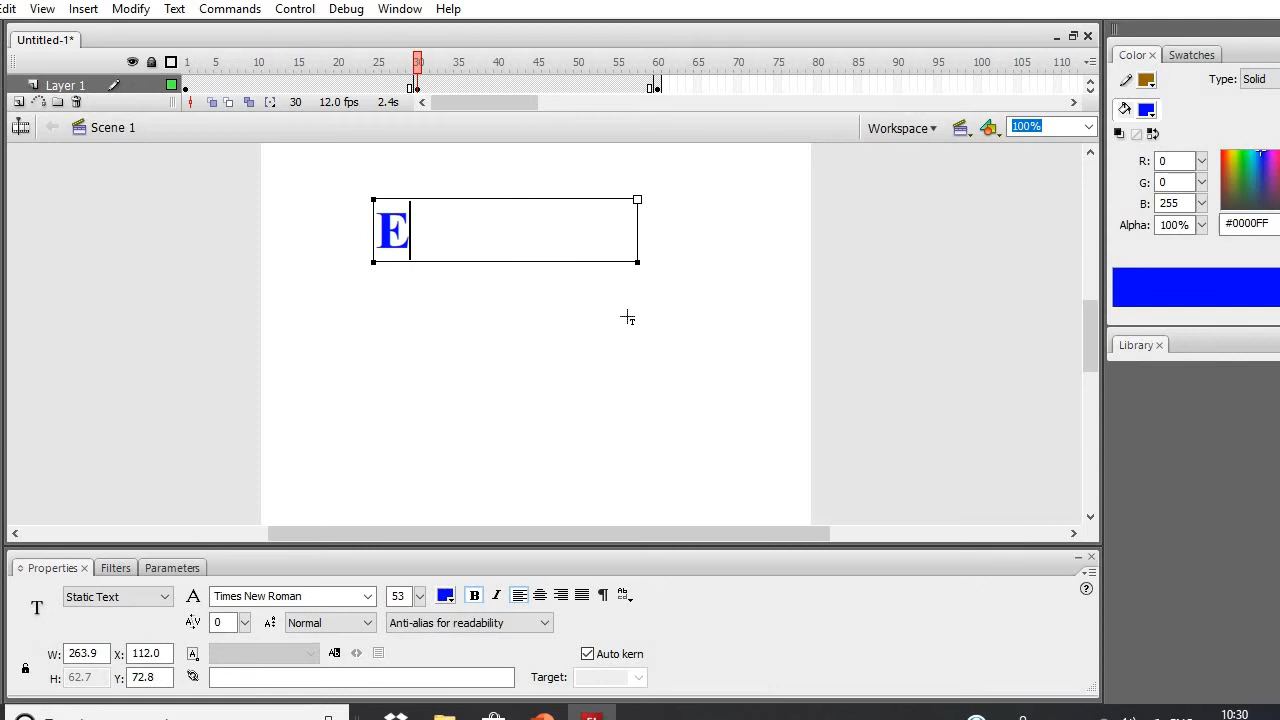 Edit View Insert Modify Text Commands Control Debug Window Help
Untitled-1*
1 5 10 15 20 25 30 35 40 45 50 55 60 65 70 75 80 85 90 95 100 105 110
Layer 1
30 12.0 fps 2.4s
Scene 1
Workspace 100%
E
Color Swatches
Type: Solid
R: 0
G: 0
B: 255
Alpha: 100% #0000FF
Library
Properties Filters Parameters
T Static Text A Times New Roman 53 B I
A/V 0 Normal Anti-alias for readability
W: 263.9 X: 112.0 AB Auto kern
H: 62.7 Y: 72.8 Target:
10:30